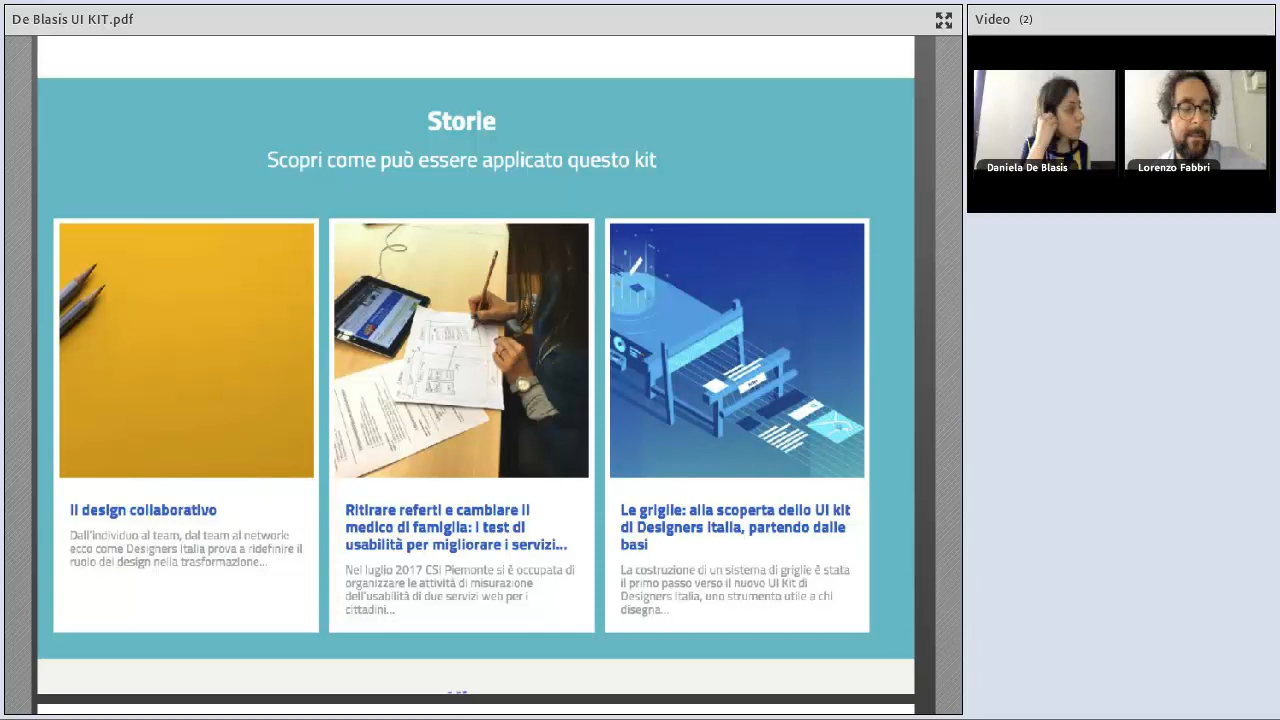 De Blasis UI KIT.pdf
Video (2)
Daniela De Blasis
Lorenzo Fabbri
Storie
Scopri come può essere applicato questo kit
Il design collaborativo
Dall'individuo al team, dal team al network
ecco come Designers Italia prova a ridefinire il
ruolo del design nella trasformazione...
Ritirare referti e cambiare il
medico di famiglia: i test di
usabilità per migliorare i servizi...
Nel luglio 2017 CSI Piemonte si è occupata di
organizzare le attività di misurazione
dell'usabilità di due servizi web per i
cittadini...
Le griglie: alla scoperta dello UI kit
di Designers Italia, partendo dalle
basi
La costruzione di un sistema di griglie è stata
il primo passo verso il nuovo UI Kit di
Designers Italia, uno strumento utile a chi
disegna...